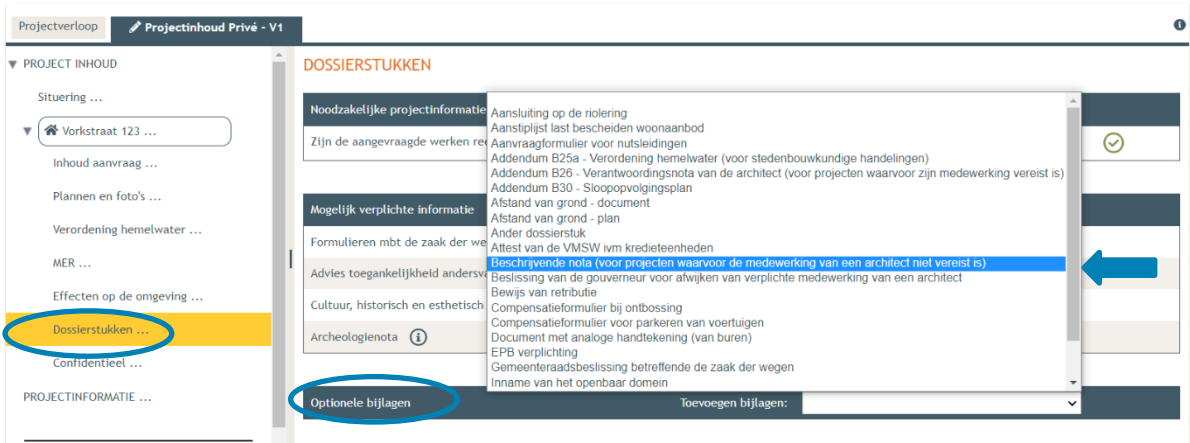 Projectverloop
Projectinhoud Privé - V1
PROJECT INHOUD
Situering ...
Vorkstraat 123 ...
Inhoud aanvraag ...
Plannen en foto's ...
Verordening hemelwater ...
MER ...
Effecten op de omgeving ...
Dossierstukken ...
Confidentieel ...
PROJECTINFORMATIE ...
DOSSIERSTUKKEN
Noodzakelijke projectinformatie
Zijn de aangevraagde werken ree
Mogelijk verplichte informatie
Formulieren mbt de zaak der we
Advies toegankelijkheid andersva
Cultuur, historisch en esthetisch
Archeologienota
Aansluiting op de riolering
Aanstiplijst last bescheiden woonaanbod
Aanvraagformulier voor nutsleidingen
Addendum B25a - Verordening hemelwater (voor stedenbouwkundige handelingen)
Addendum B26 - Verantwoordingsnota van de architect (voor projecten waarvoor zijn medewerking vereist is)
Addendum B30 - Sloopopvolgingsplan
Afstand van grond - document
Afstand van grond - plan
Ander dossierstuk
Attest van de VMSW ivm kredieteenheden
Beschrijvende nota (voor projecten waarvoor de medewerking van een architect niet vereist is)
Beslissing van de gouverneur voor afwijken van verplichte medewerking van een architect
Bewijs van retributie
Compensatieformulier bij ontbossing
Compensatieformulier voor parkeren van voertuigen
Document met analoge handtekening (van buren)
EPB verplichting
Gemeenteraadsbeslissing betreffende de zaak der wegen
Inname van het openbaar domein
Optionele bijlagen
Toevoegen bijlagen: